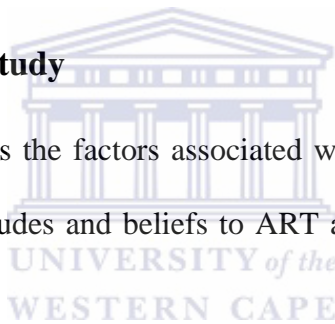 tudy
s the factors associated w
udes and beliefs to ART a
UNIVERSITY of the
WESTERN CAPE